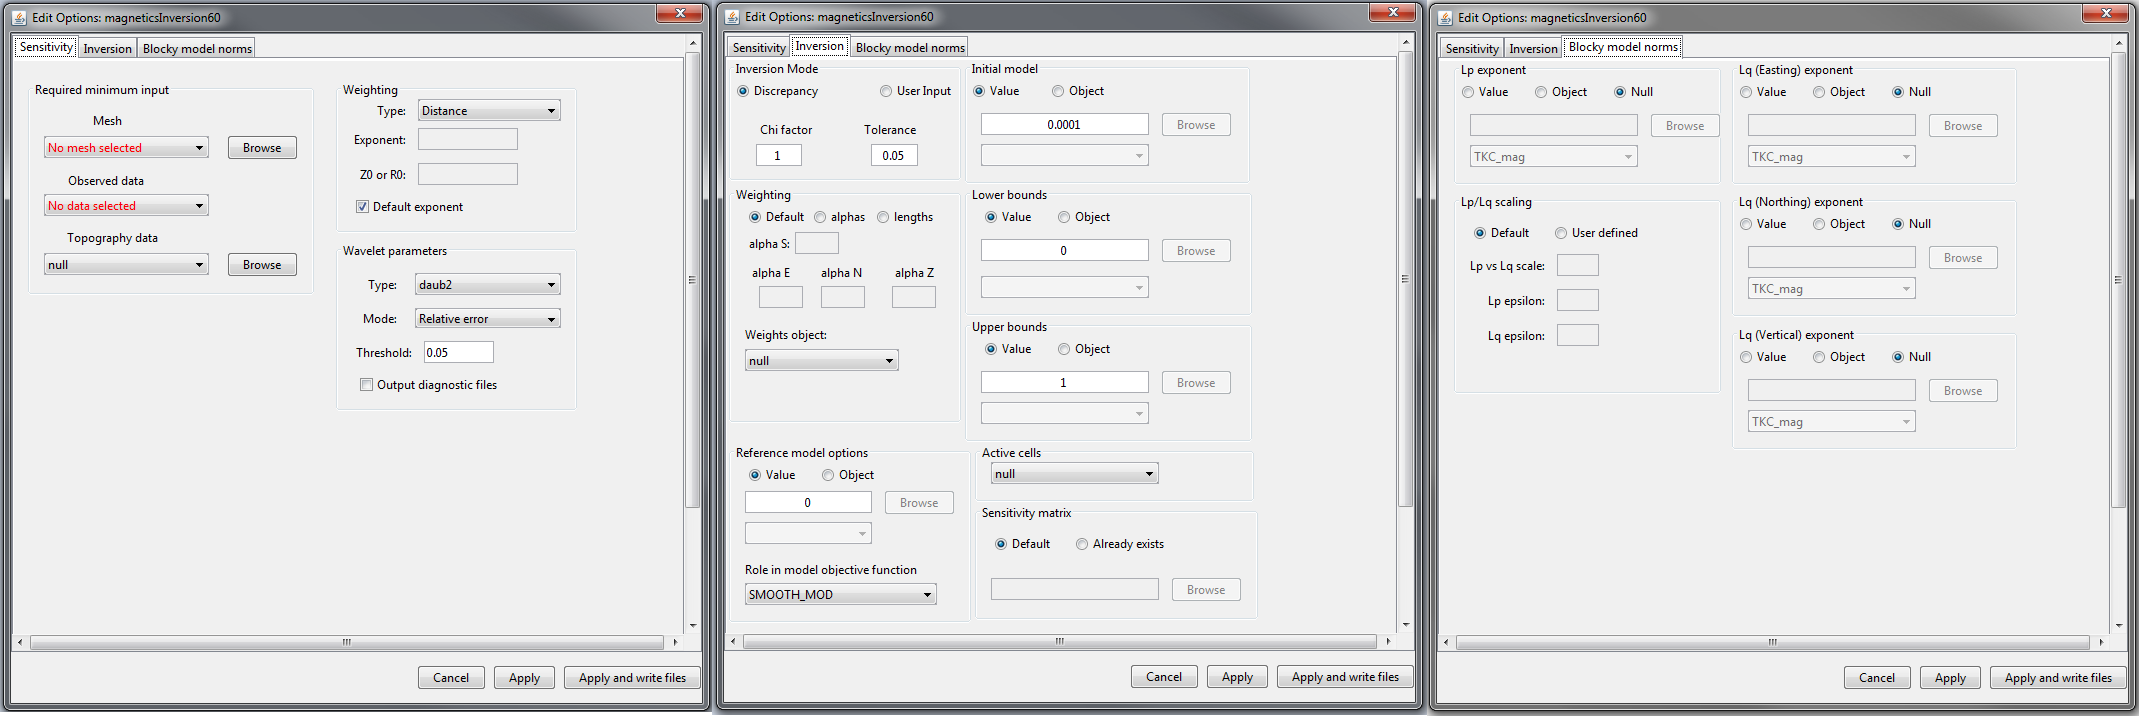 Edit Options: magneticsInversion60
Sensitivity Inversion Blocky model norms
Required minimum input
Mesh
No mesh selected Browse
Observed data
No data selected
Topography data
null Browse
Weighting
Type: Distance
Exponent:
Z0 or R0:
Default exponent
Wavelet parameters
Type: daub2
Mode: Relative error
Threshold: 0.05
Output diagnostic files
Cancel Apply Apply and write files
Edit Options: magneticsInversion60
Sensitivity Inversion Blocky model norms
Inversion Mode
Discrepancy User Input
Chi factor Tolerance
1 0.05
Weighting
Default alphas lengths
alpha S:
alpha E alpha N alpha Z
Weights object:
null
Reference model options
Value Object
0 Browse
Role in model objective function
SMOOTH_MOD
Initial model
Value Object
0.0001 Browse
Lower bounds
Value Object
0 Browse
Upper bounds
Value Object
1 Browse
Active cells
null
Sensitivity matrix
Default Already exists
Browse
Cancel Apply Apply and write files
Edit Options: magneticsInversion60
Sensitivity Inversion Blocky model norms
Lp exponent
Value Object Null
Browse
TKC_mag
Lp/Lq scaling
Default User defined
Lp vs Lq scale:
Lp epsilon:
Lq epsilon:
Lq (Easting) exponent
Value Object Null
Browse
TKC_mag
Lq (Northing) exponent
Value Object Null
Browse
TKC_mag
Lq (Vertical) exponent
Value Object Null
Browse
TKC_mag
Cancel Apply Apply and write files